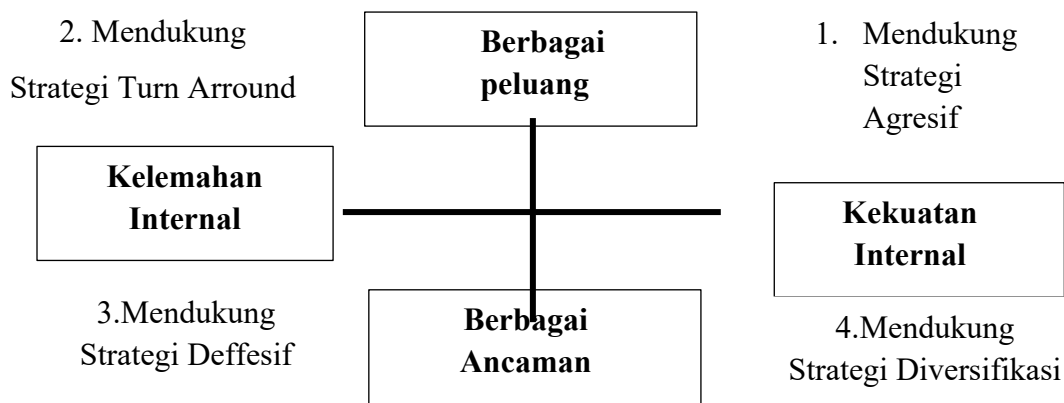 2. Mendukung
Strategi Turn Arround
Berbagai
peluang
1. Mendukung
Strategi
Agresif
Kelemahan
Internal
Kekuatan
Internal
3.Mendukung
Strategi Deffesif
Berbagai
Ancaman
4.Mendukung
Strategi Diversifikasi